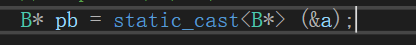 B* pb = static_cast<B*> (&a);